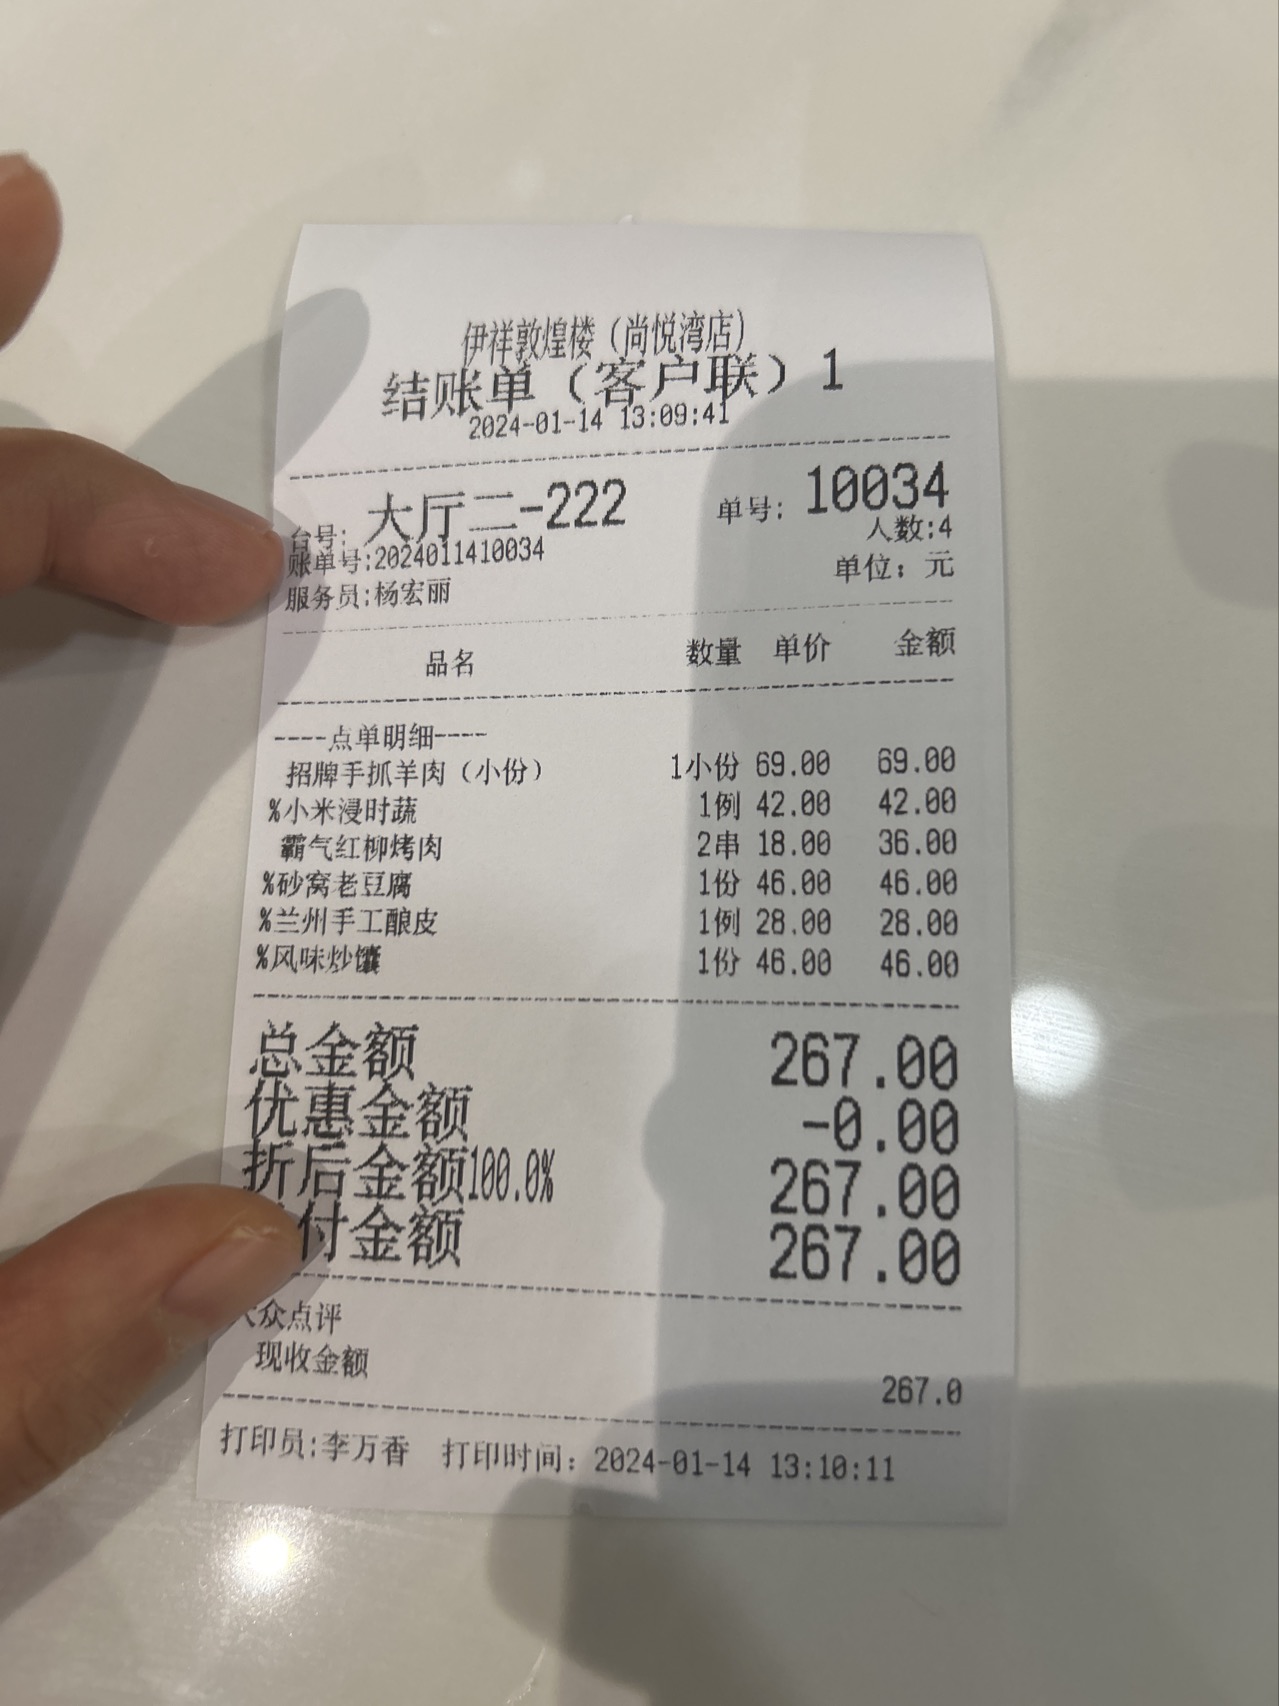 伊祥敦煌楼（尚悦湾店）
结账单（客户联）1
2024-01-14 13:09:41
台号: 大厅二-222 单号: 10034
人数:4
账单号:2024011410034
单位：元
服务员:杨宏丽
品名 数量 单价 金额
----点单明细----
招牌手抓羊肉（小份） 1小份 69.00 69.00
%小米浸时蔬 1例 42.00 42.00
霸气红柳烤肉 2串 18.00 36.00
%砂窝老豆腐 1份 46.00 46.00
%兰州手工酿皮 1例 28.00 28.00
%风味炒馕 1份 46.00 46.00
总金额 267.00
优惠金额 -0.00
折后金额100.0% 267.00
付金额 267.00
大众点评
现收金额 267.0
打印员:李万香 打印时间：2024-01-14 13:10:11